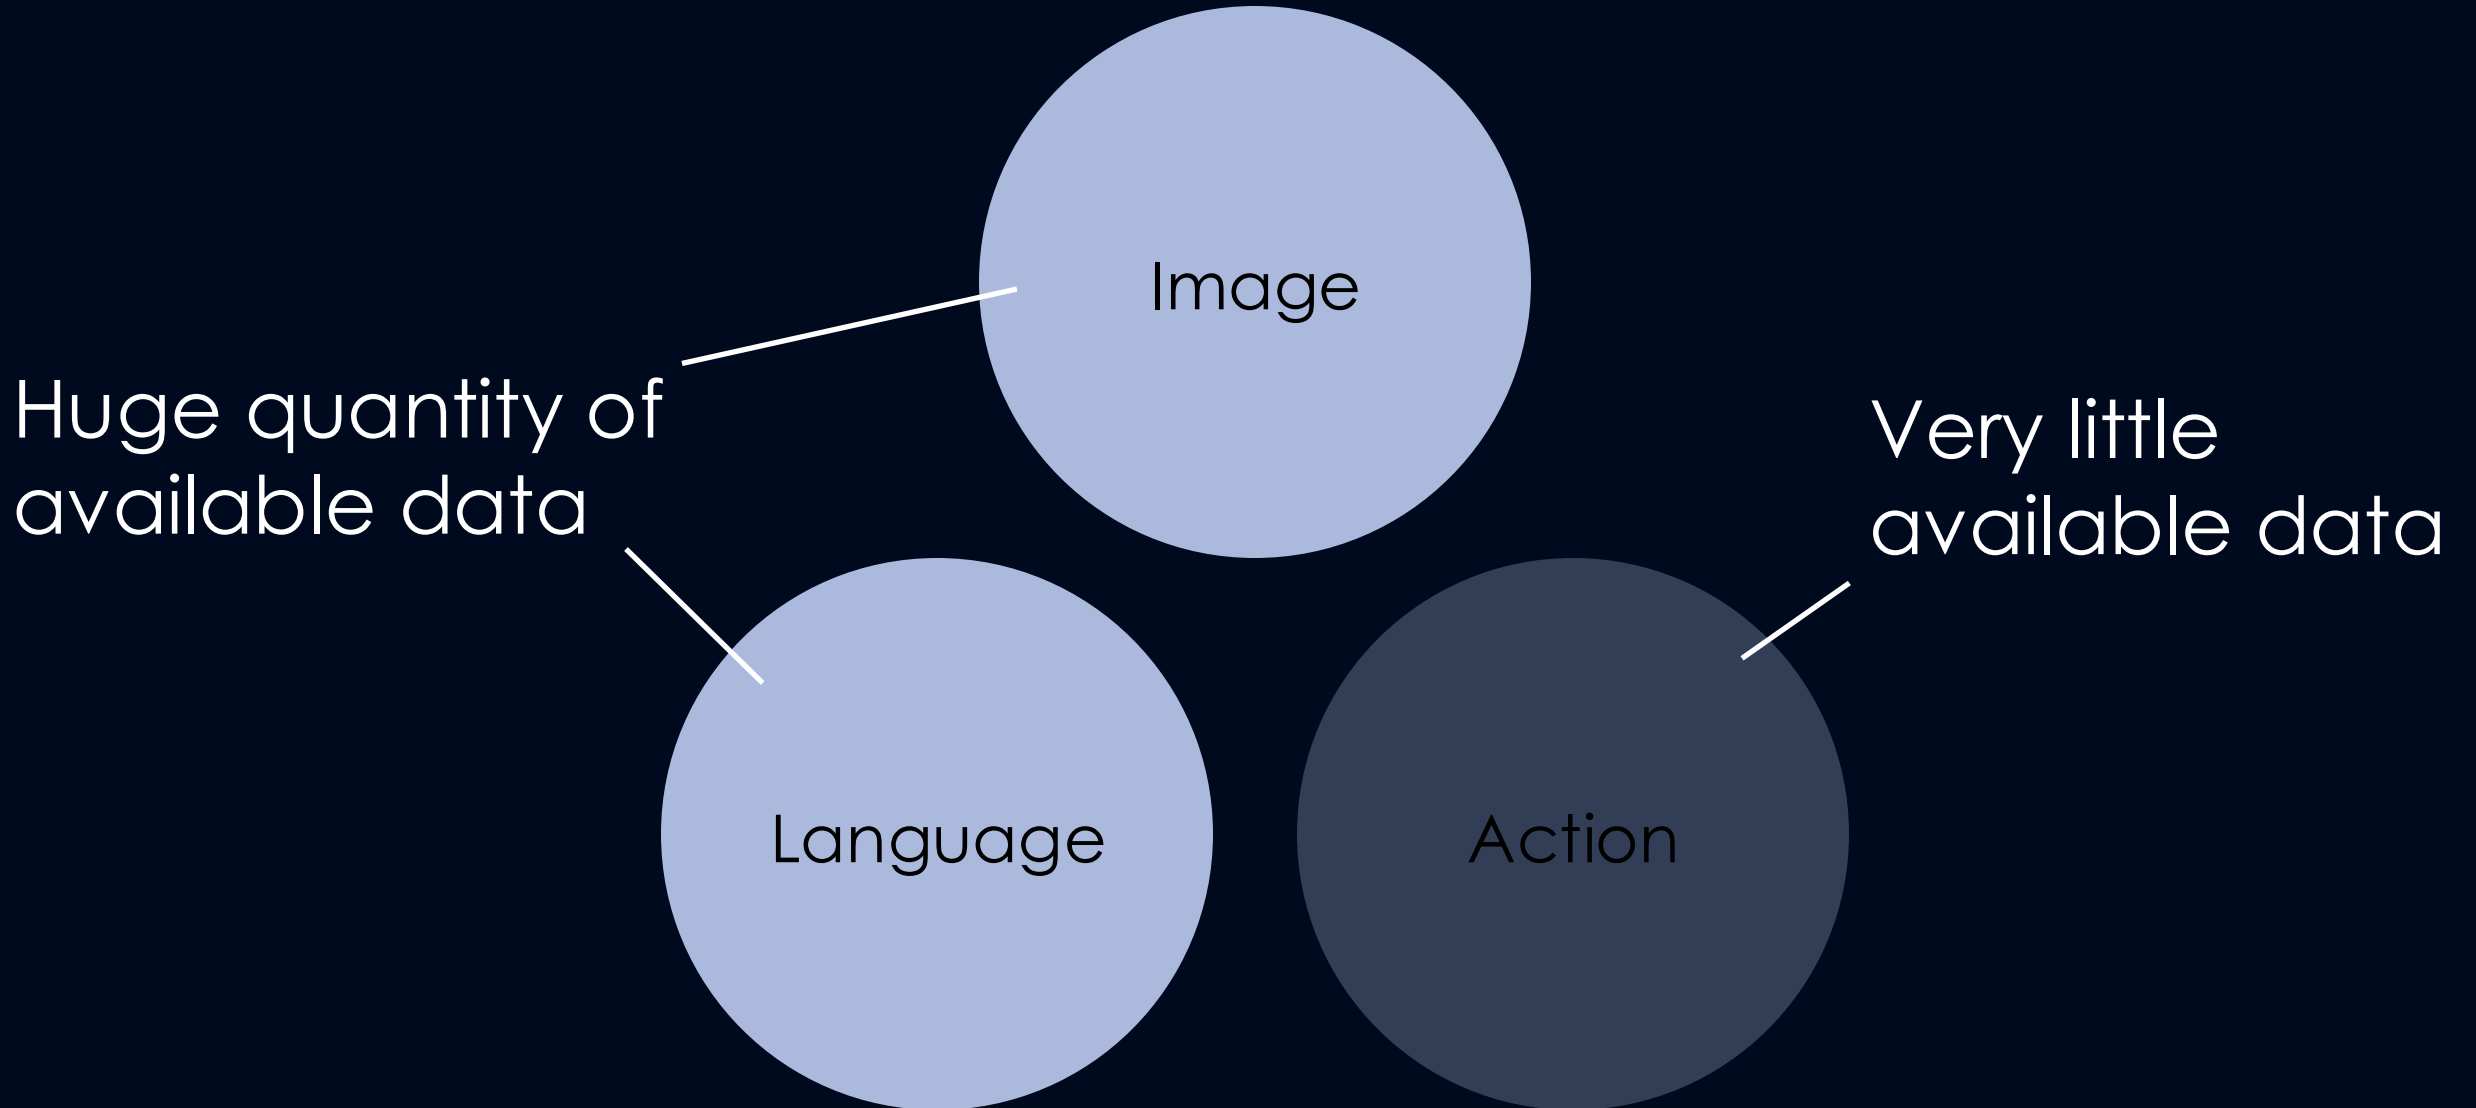 Image
Huge quantity of
available data
Very little
available data
Language
Action